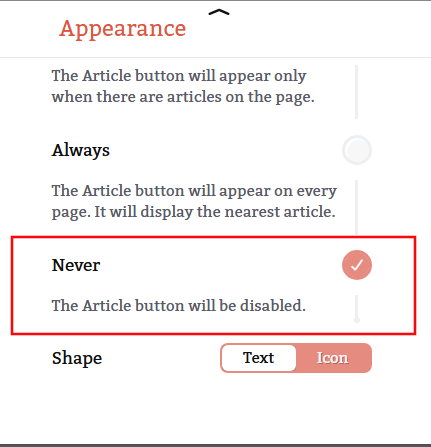 Appearance
The Article button will appear only
when there are articles on the page.
Always
The Article button will appear on every
page. It will display the nearest article.
Never
The Article button will be disabled.
Shape Text Icon